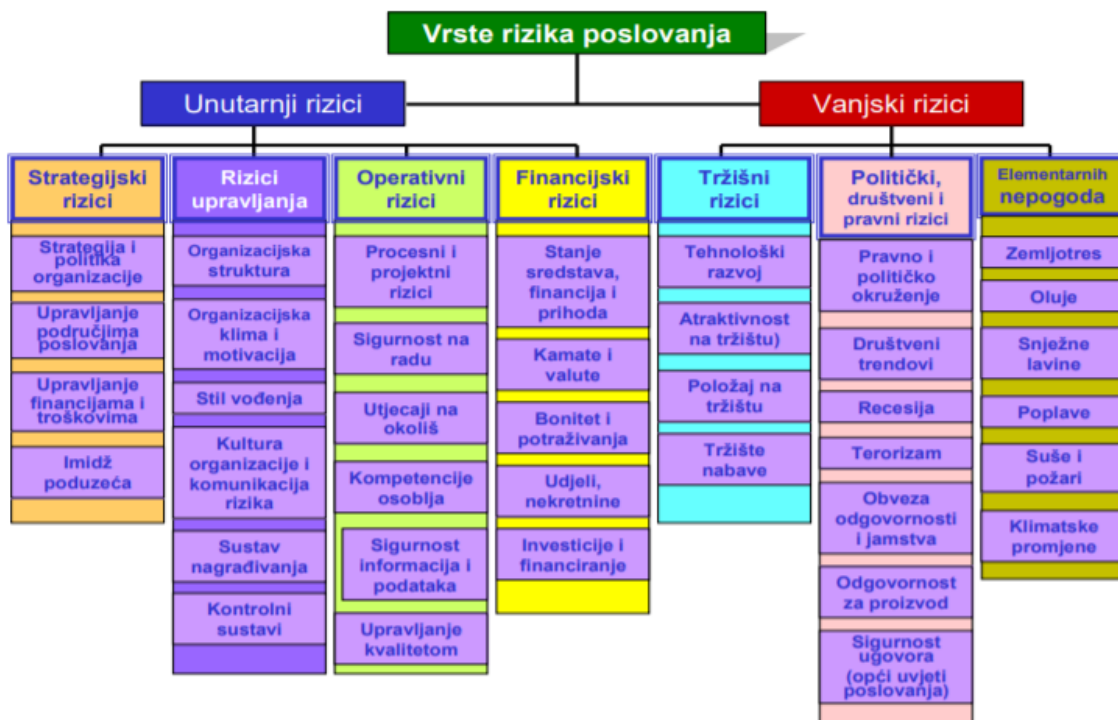 Vrste rizika poslovanja
Unutarnji rizici
Vanjski rizici
Strategijski
rizici
Strategija i
politika
organizacije
Upravljanje
područjima
poslovanja
Upravljanje
financijama i
troškovima
Imidž
poduzeća
Rizici
upravljanja
Organizacijska
struktura
Organizacijska
klima i
motivacija
Stil vođenja
Kultura
organizacije i
komunikacija
rizika
Sustav
nagrađivanja
Kontrolni
sustavi
Operativni
rizici
Procesni i
projektni
rizici
Sigurnost na
radu
Utjecaji na
okoliš
Kompetencije
osoblja
Sigurnost
informacija i
podataka
Upravljanje
kvalitetom
Financijski
rizici
Stanje
sredstava,
financija i
prihoda
Kamate i
valute
Bonitet i
potraživanja
Udjeli,
nekretnine
Investicije i
financiranje
Tržišni
rizici
Tehnološki
razvoj
Atraktivnost
na tržištu)
Položaj na
tržištu
Tržište
nabave
Politički,
društveni i
pravni rizici
Pravno i
političko
okruženje
Društveni
trendovi
Recesija
Terorizam
Obveza
odgovornosti
i jamstva
Odgovornost
za proizvod
Sigurnost
ugovora
(opći uvjeti
poslovanja)
Elementarnih
nepogoda
Zemljotres
Oluje
Snježne
lavine
Poplave
Suše i
požari
Klimatske
promjene